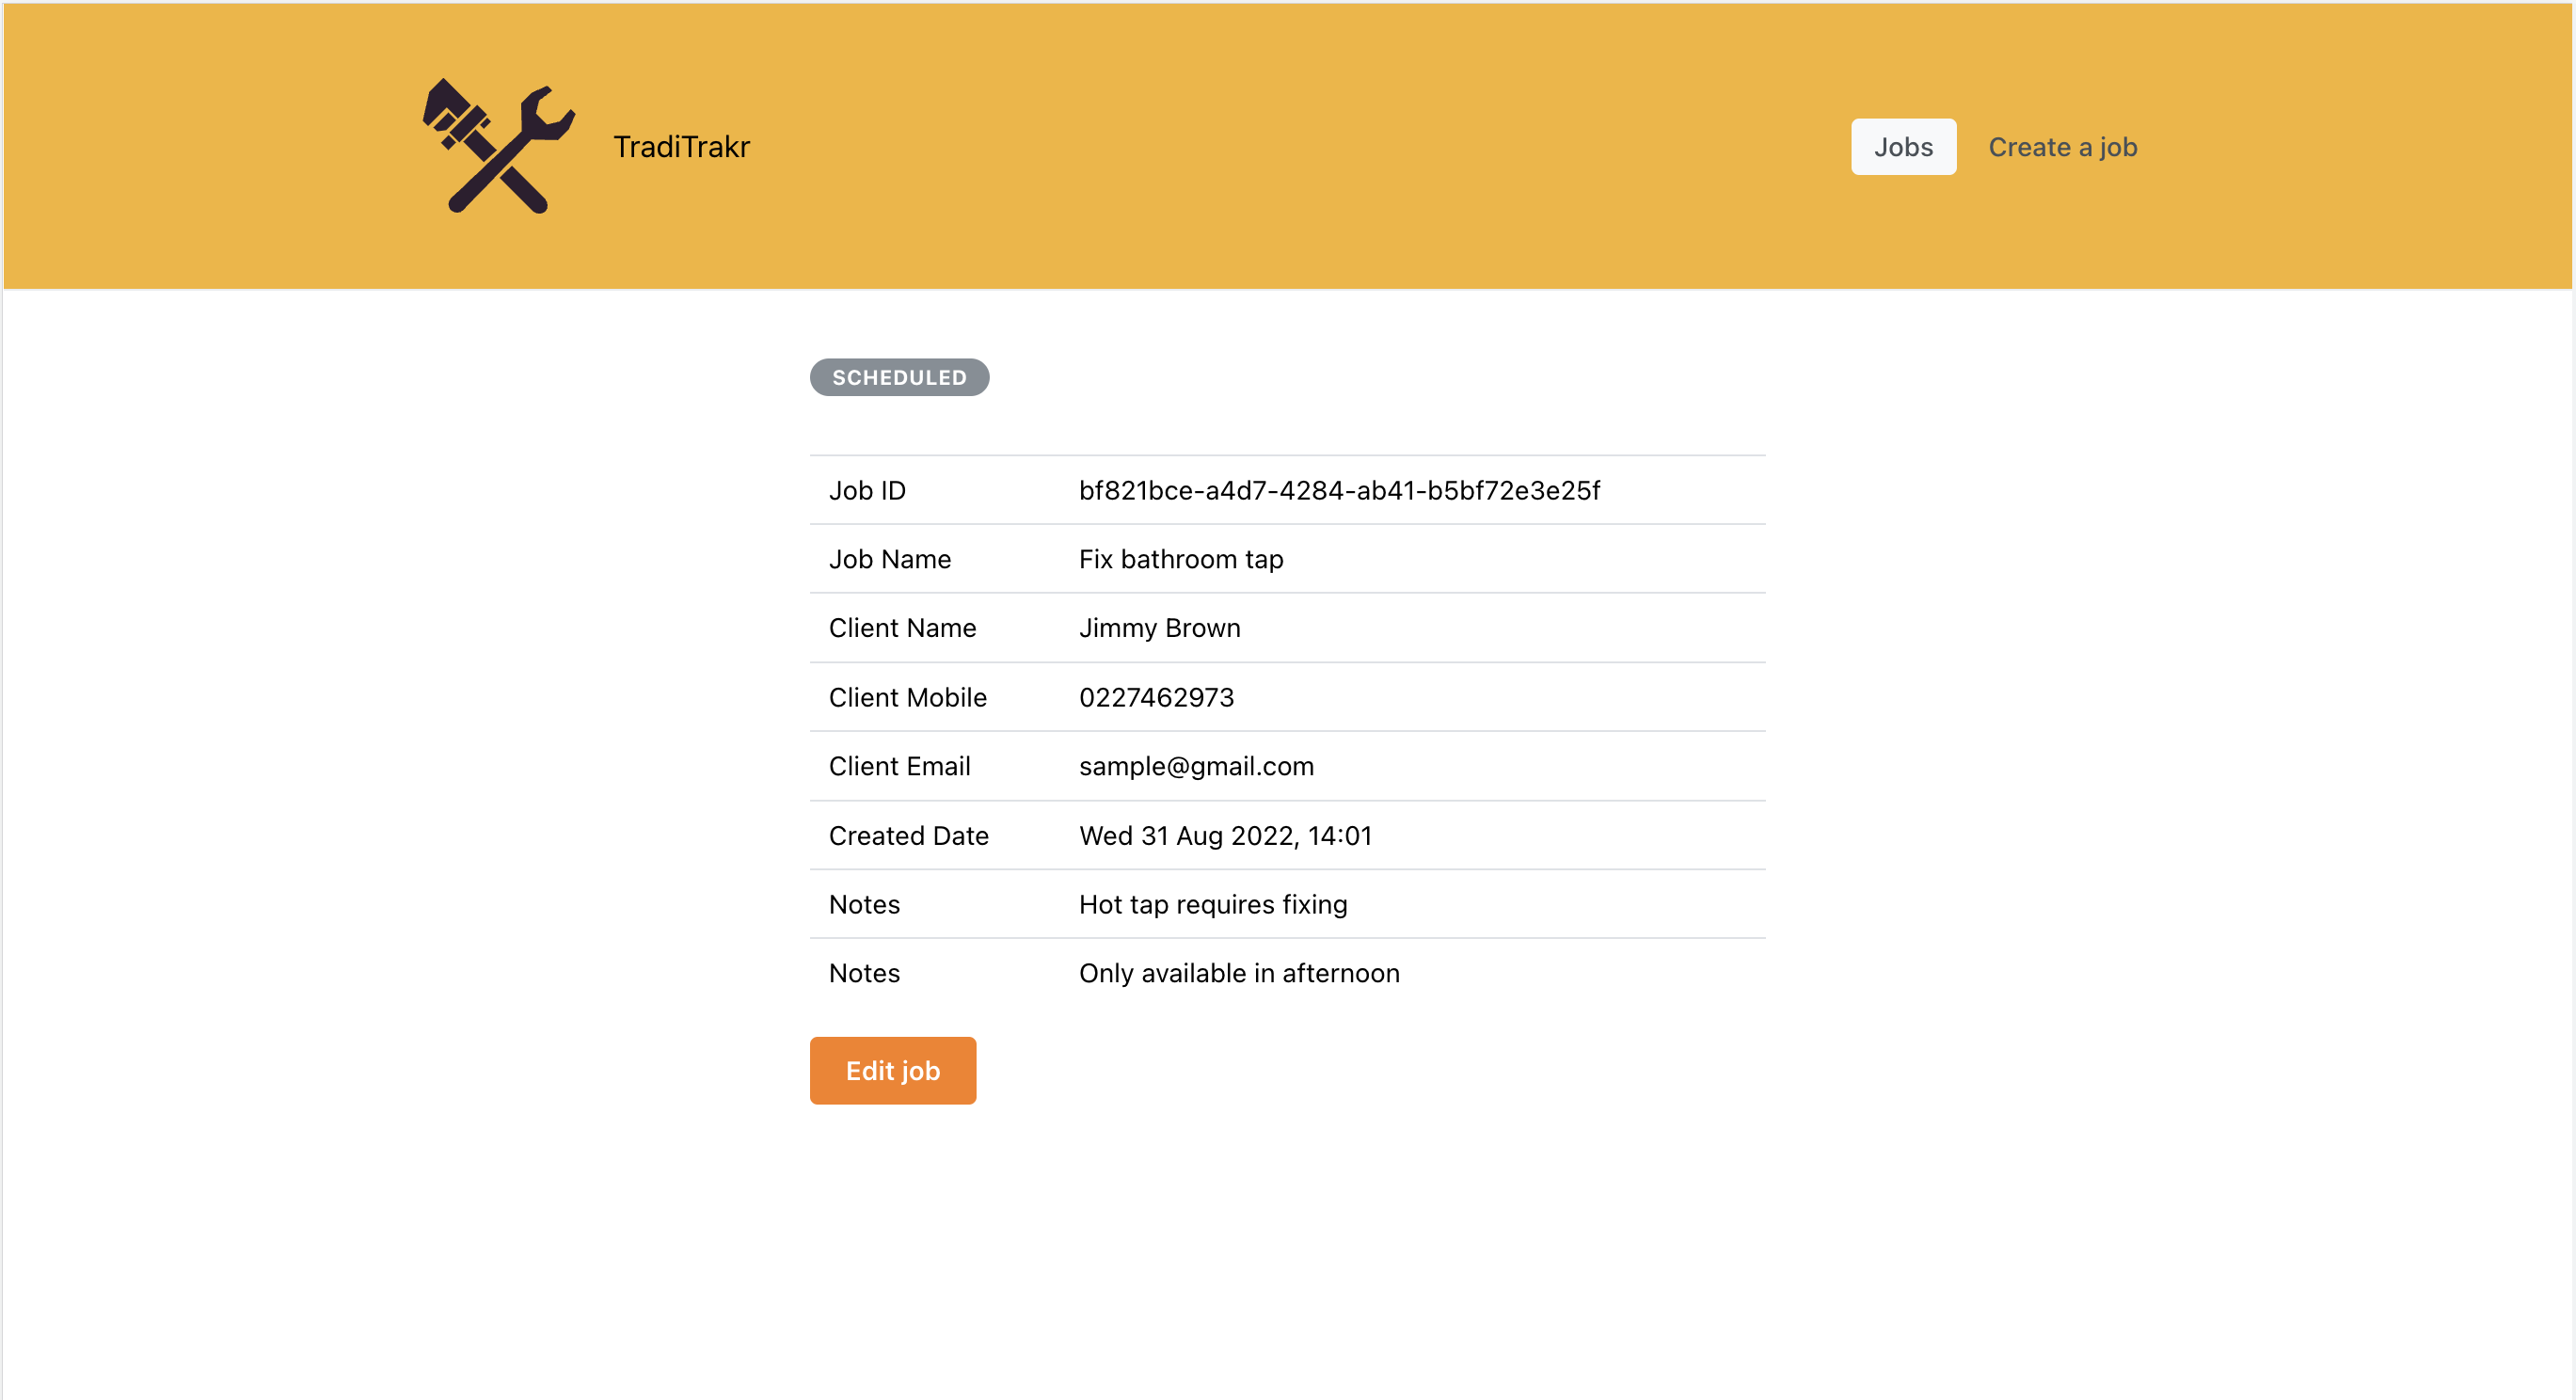 TradiTrakr
Jobs Create a job
SCHEDULED
Job ID bf821bce-a4d7-4284-ab41-b5bf72e3e25f
Job Name Fix bathroom tap
Client Name Jimmy Brown
Client Mobile 0227462973
Client Email sample@gmail.com
Created Date Wed 31 Aug 2022, 14:01
Notes Hot tap requires fixing
Notes Only available in afternoon
Edit job